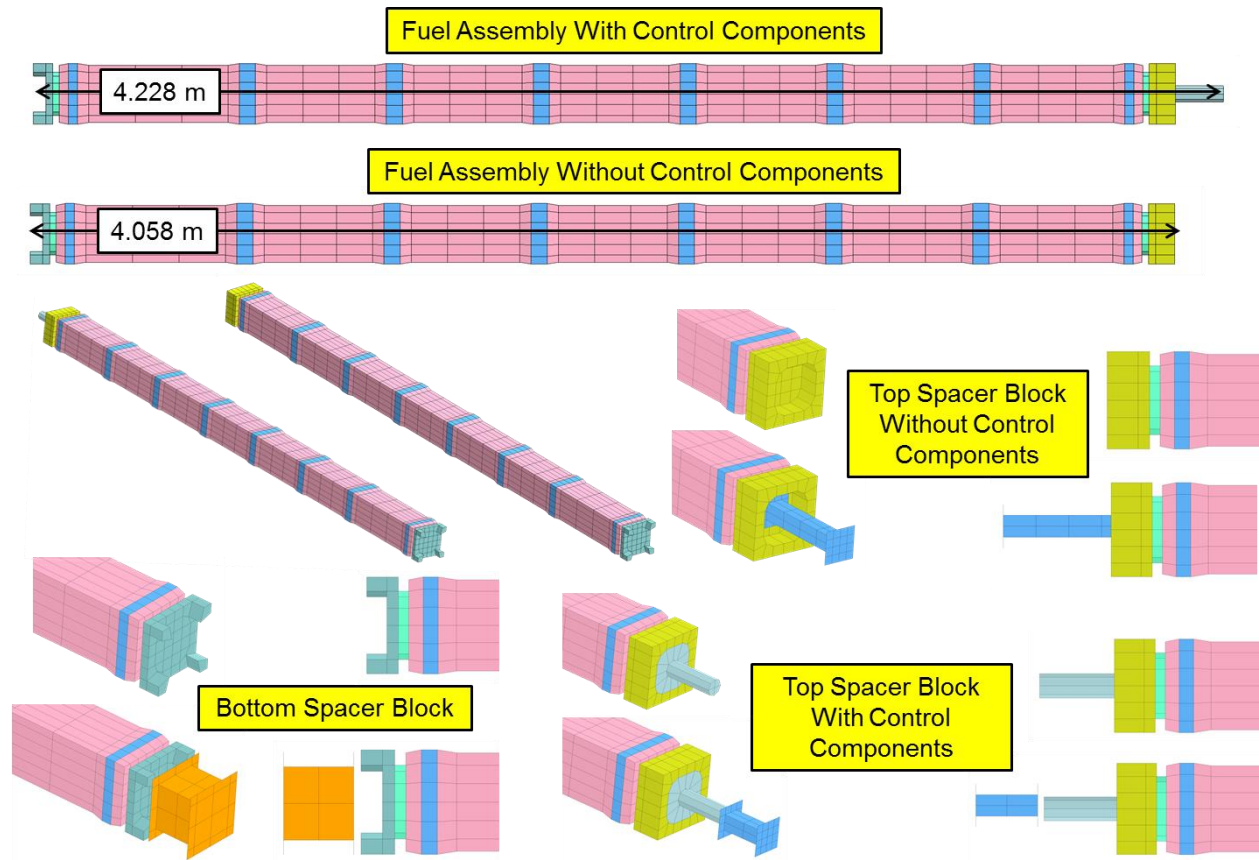 Fuel Assembly With Control Components
4.228 m
Fuel Assembly Without Control Components
4.058 m
Top Spacer Block
Without Control
Components
Bottom Spacer Block
Top Spacer Block
With Control
Components